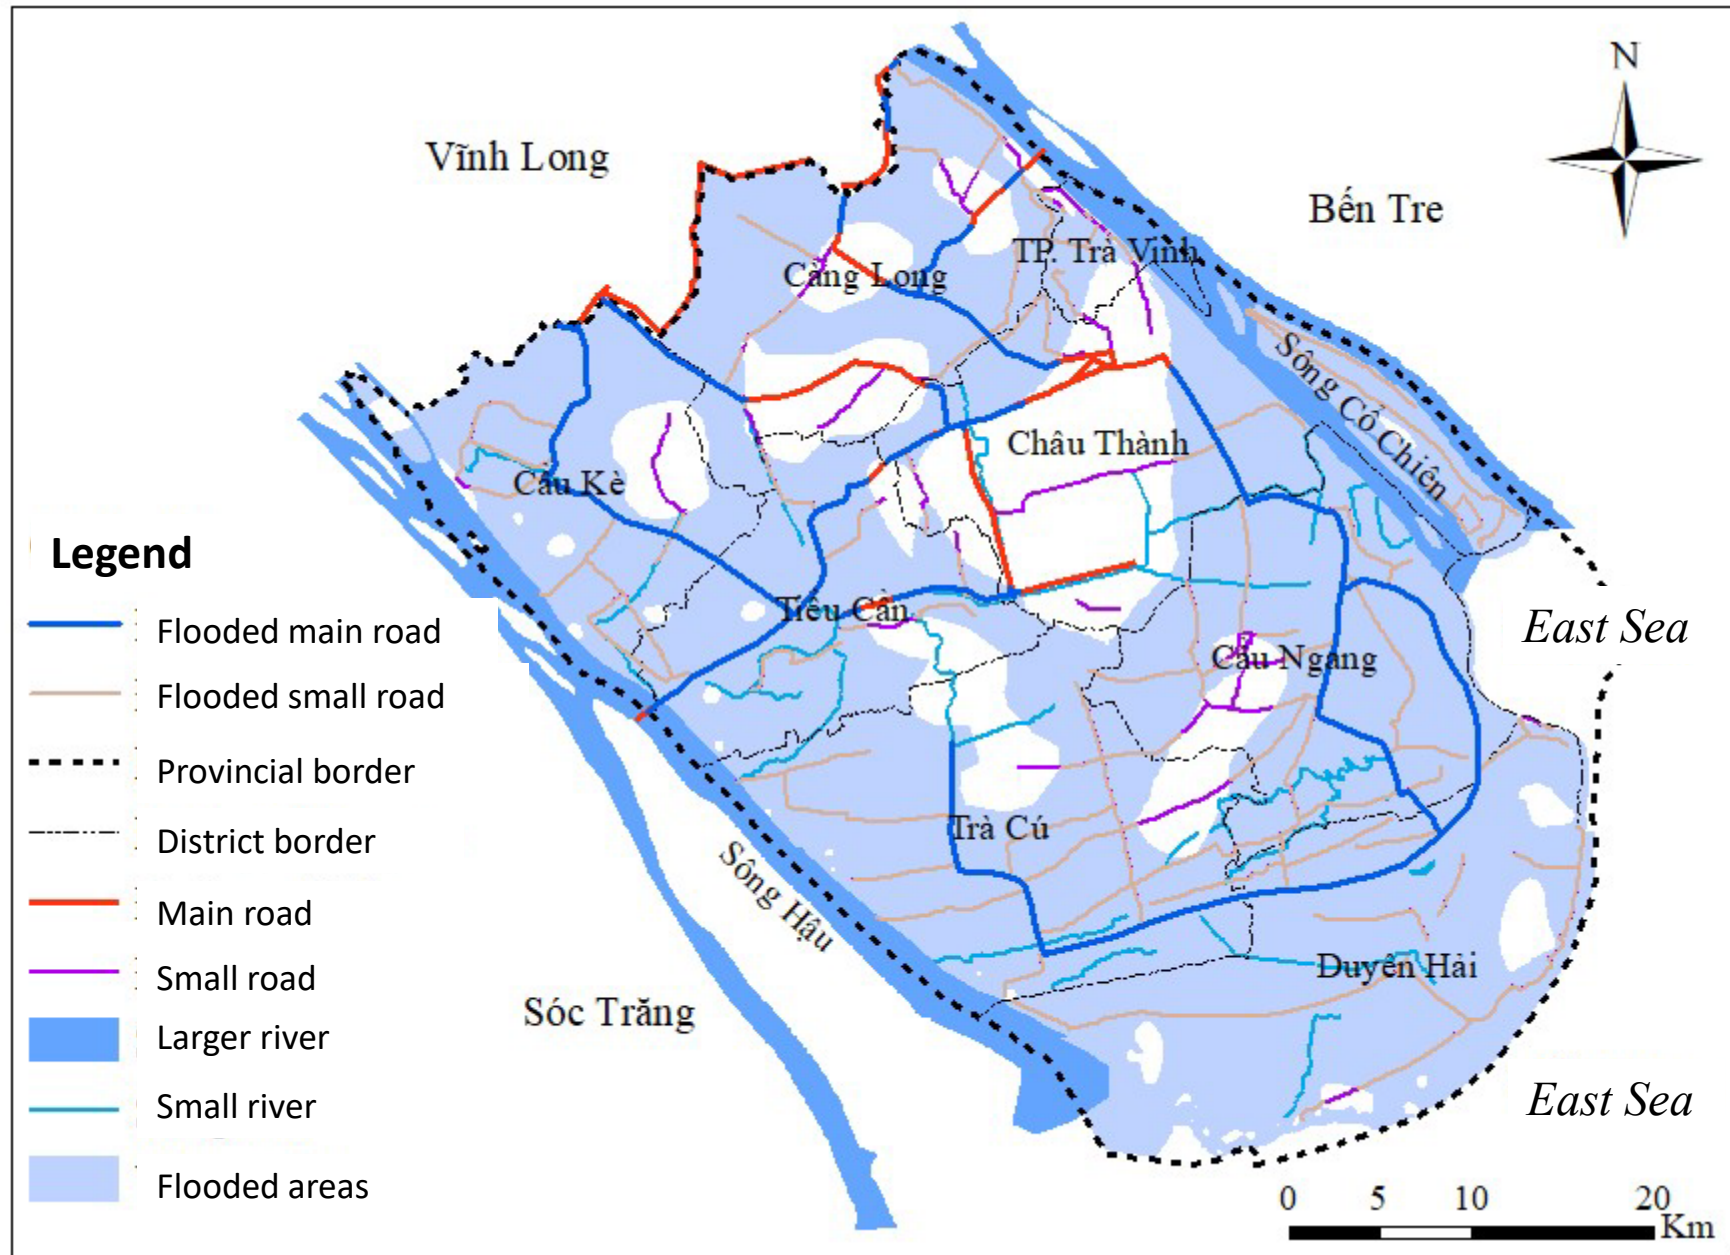 N
Vĩnh Long
Bến Tre
TP. Trà Vinh
Càng Long
Sông Cổ Chiên
Châu Thành
Cầu Kè
Legend
Flooded main road
Flooded small road
Provincial border
District border
Main road
Small road
Larger river
Small river
Flooded areas
Tiểu Cần
Cầu Ngang
East Sea
Trà Cú
Sông Hậu
Duyên Hải
Sóc Trăng
East Sea
0 5 10 20
Km